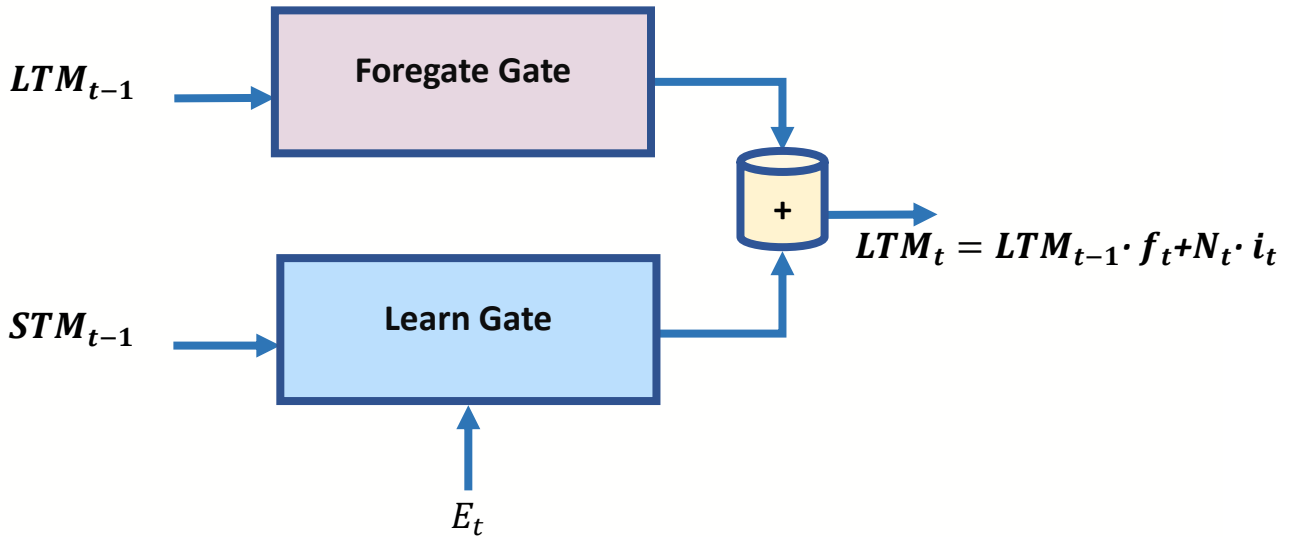 Foregate Gate
LTM_{t-1}
+
LTM_t = LTM_{t-1} · f_t+N_t · i_t
Learn Gate
STM_{t-1}
E_t